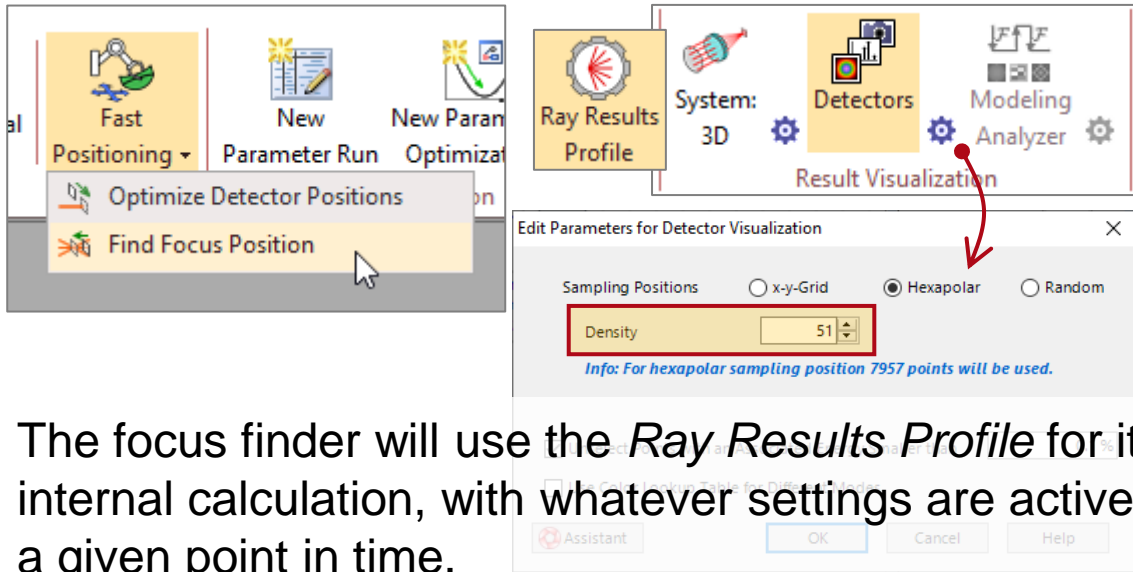 al
Fast
Positioning
New
Parameter Run
New Param
Optimizat
on
Optimize Detector Positions
Find Focus Position
Ray Results
Profile
System:
3D
Detectors
Modeling
Analyzer
Result Visualization
Edit Parameters for Detector Visualization
Sampling Positions x-y-Grid Hexapolar Random
Density 51
Info: For hexapolar sampling position 7957 points will be used.
The focus finder will use the Ray Results Profile for it
%
internal calculation, with whatever settings are active
Use Color Lookup Table for Different Modes
a given point in time.
Assistant OK Cancel Help